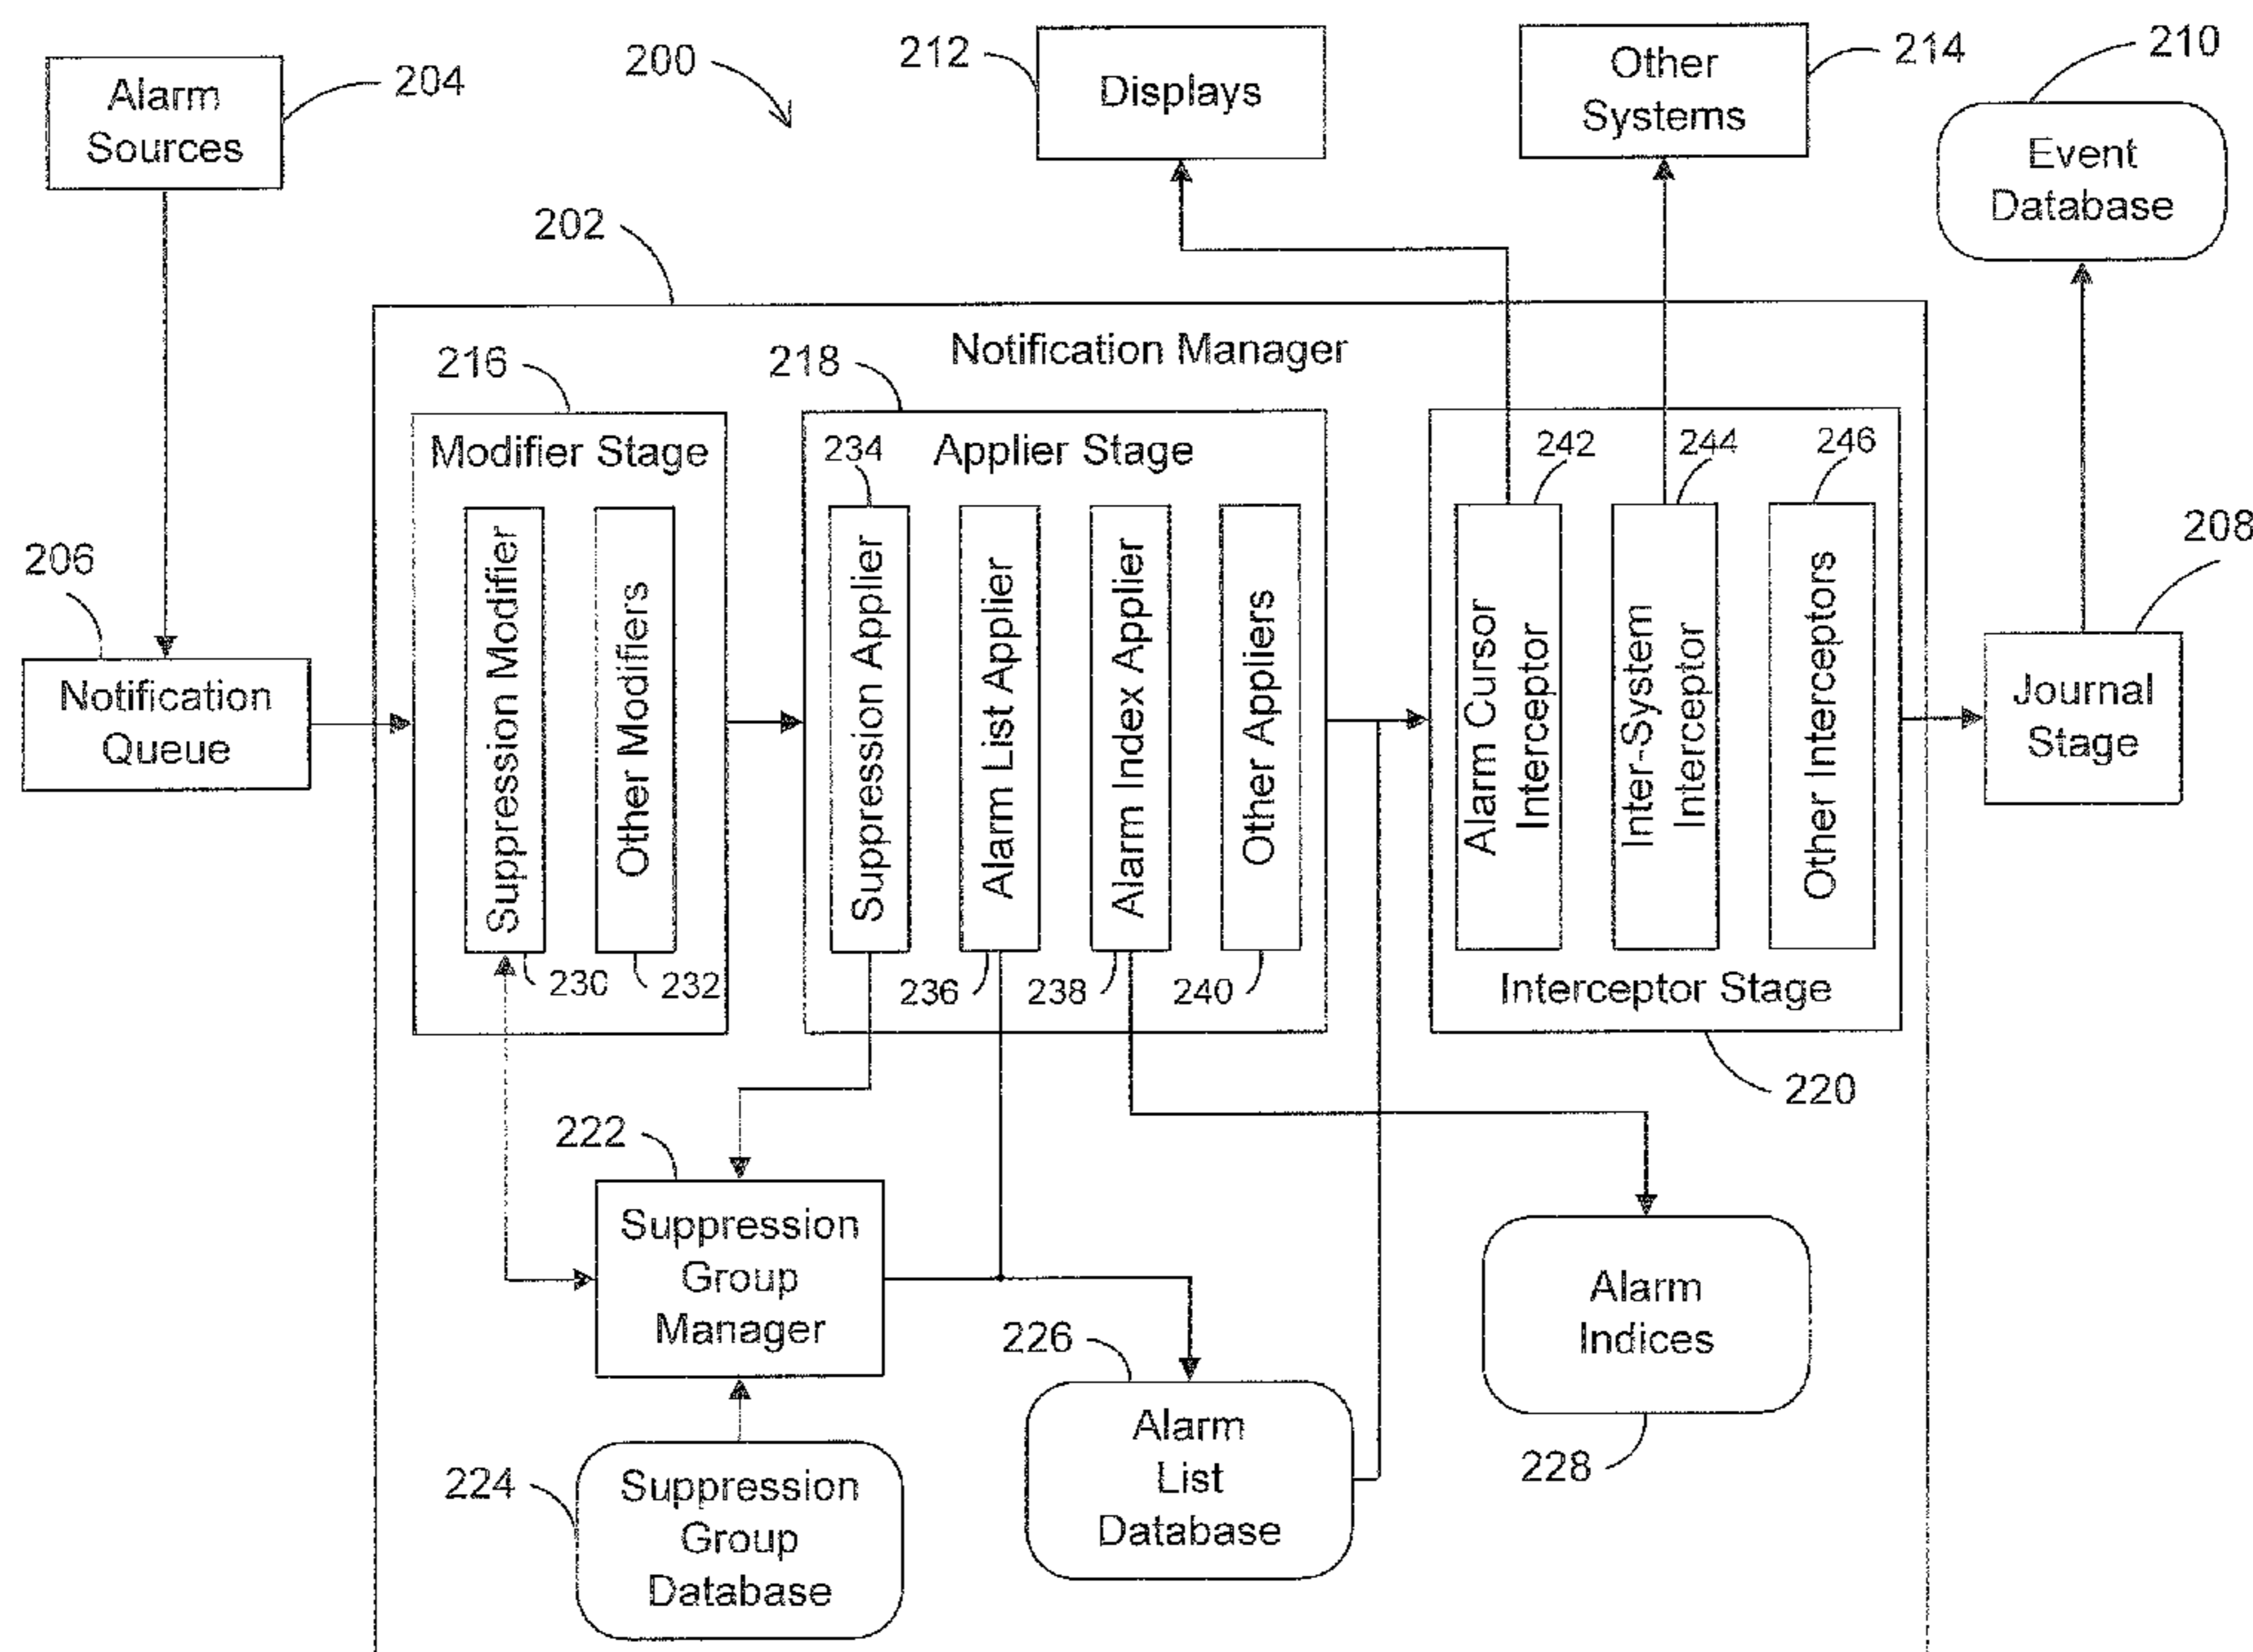 Alarm
Sources
204
200
212
Displays
Other
Systems
214
210
Event
Database
202
Notification Manager
206
Notification
Queue
216
Modifier Stage
Suppression Modifier
230
Other Modifiers
232
218
Applier Stage
234
Suppression Applier
Alarm List Applier
236
Alarm Index Applier
238
Other Appliers
240
242
Alarm Cursor
Interceptor
244
Inter-System
Interceptor
246
Other Interceptors
Interceptor Stage
220
208
Journal
Stage
222
Suppression
Group
Manager
224
Suppression
Group
Database
226
Alarm
List
Database
Alarm
Indices
228